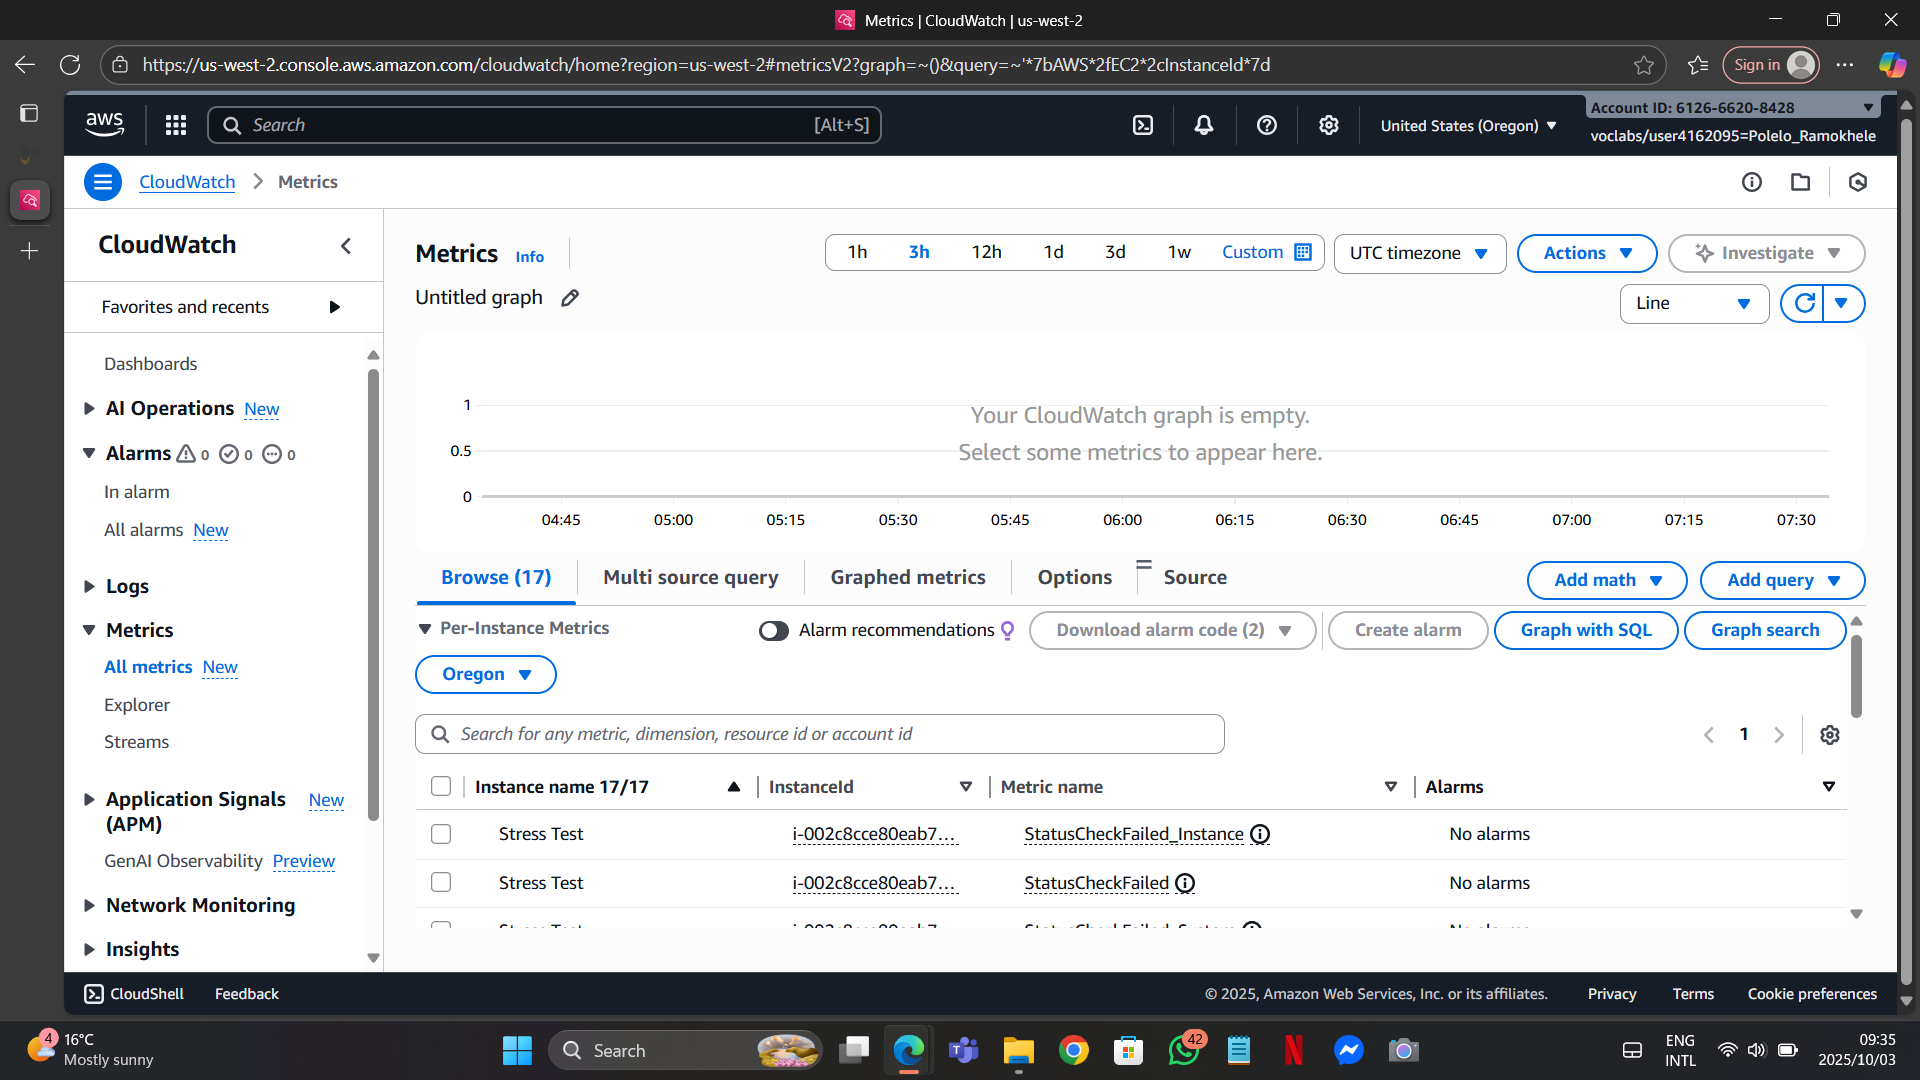 Metrics | CloudWatch | us-west-2
https://us-west-2.console.aws.amazon.com/cloudwatch/home?region=us-west-2#metricsV2?graph=~()&query=~'*7bAWS*2fEC2*2cInstanceId*7d
Sign in
aws
Search
[Alt+S]
United States (Oregon)
Account ID: 6126-6620-8428
voclabs/user4162095=Polelo_Ramokhele
CloudWatch
Metrics
CloudWatch
Favorites and recents
Dashboards
AI Operations New
Alarms 0 0 0
In alarm
All alarms New
Logs
Metrics
All metrics New
Explorer
Streams
Application Signals New
(APM)
GenAI Observability Preview
Network Monitoring
Insights
Metrics Info
1h 3h 12h 1d 3d 1w Custom
UTC timezone
Actions
Investigate
Untitled graph
Line
1
0.5
0
Your CloudWatch graph is empty.
Select some metrics to appear here.
04:45 05:00 05:15 05:30 05:45 06:00 06:15 06:30 06:45 07:00 07:15 07:30
Browse (17) Multi source query Graphed metrics Options Source
Add math
Add query
Per-Instance Metrics
Alarm recommendations
Download alarm code (2)
Create alarm
Graph with SQL
Graph search
Oregon
Search for any metric, dimension, resource id or account id
1
Instance name 17/17 InstanceId Metric name Alarms
Stress Test i-002c8cce80eab7... StatusCheckFailed_Instance No alarms
Stress Test i-002c8cce80eab7... StatusCheckFailed No alarms
CloudShell Feedback
© 2025, Amazon Web Services, Inc. or its affiliates. Privacy Terms Cookie preferences
4
16°C
Mostly sunny
Search
42
ENG
INTL
09:35
2025/10/03